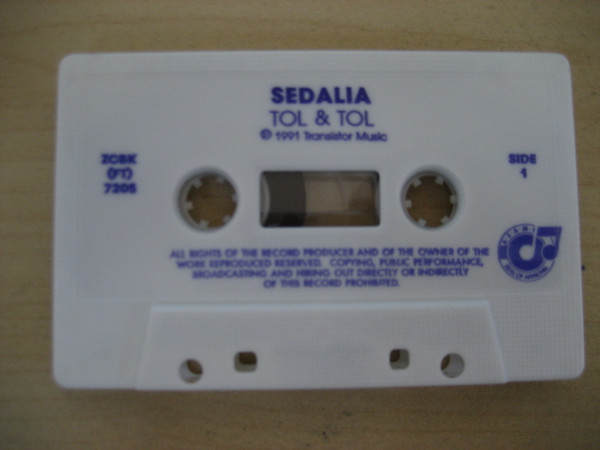 SEDALIA
TOL & TOL
℗ 1991 Transistor Music
ZCBK
(FT)
7205
SIDE
1
ALL RIGHTS OF THE RECORD PRODUCER AND OF THE OWNER OF THE
WORK REPRODUCED RESERVED. COPYING, PUBLIC PERFORMANCE,
BROADCASTING AND HIRING OUT DIRECTLY OR INDIRECTLY
OF THIS RECORD PROHIBITED.